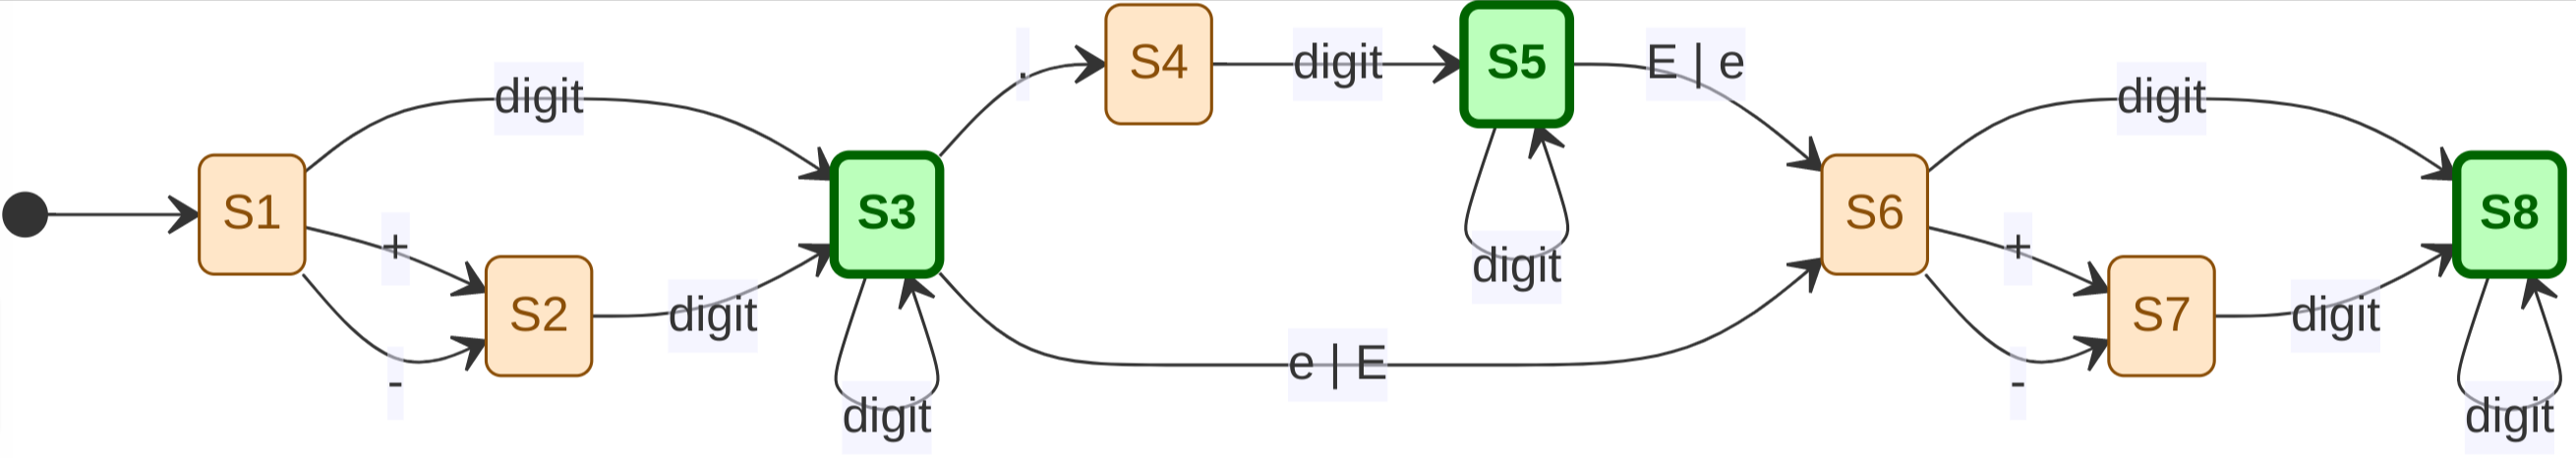 S1
digit
+
-
S2
digit
S3
digit
.
S4
digit
S5
digit
E | e
e | E
S6
digit
+
-
S7
digit
S8
digit